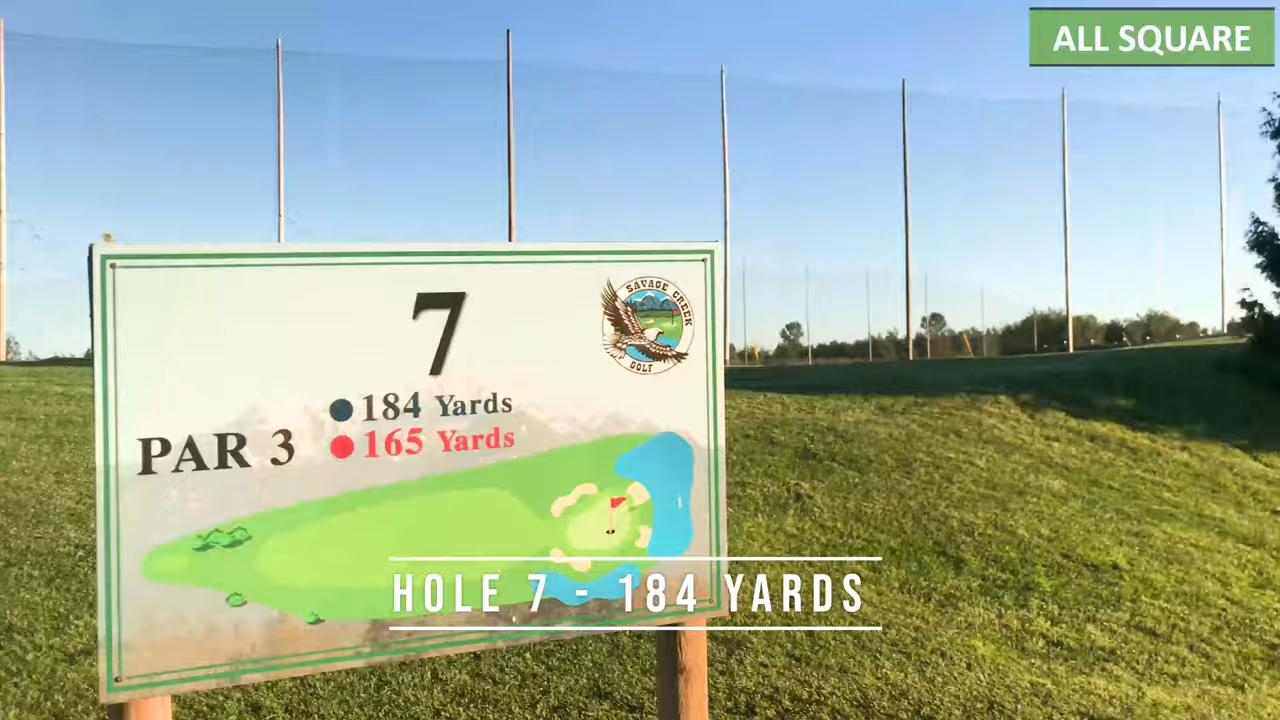 ALL SQUARE
7
SAVAGE CREEK
GOLF
184 Yards
PAR 3
165 Yards
HOLE 7 - 184 YARDS